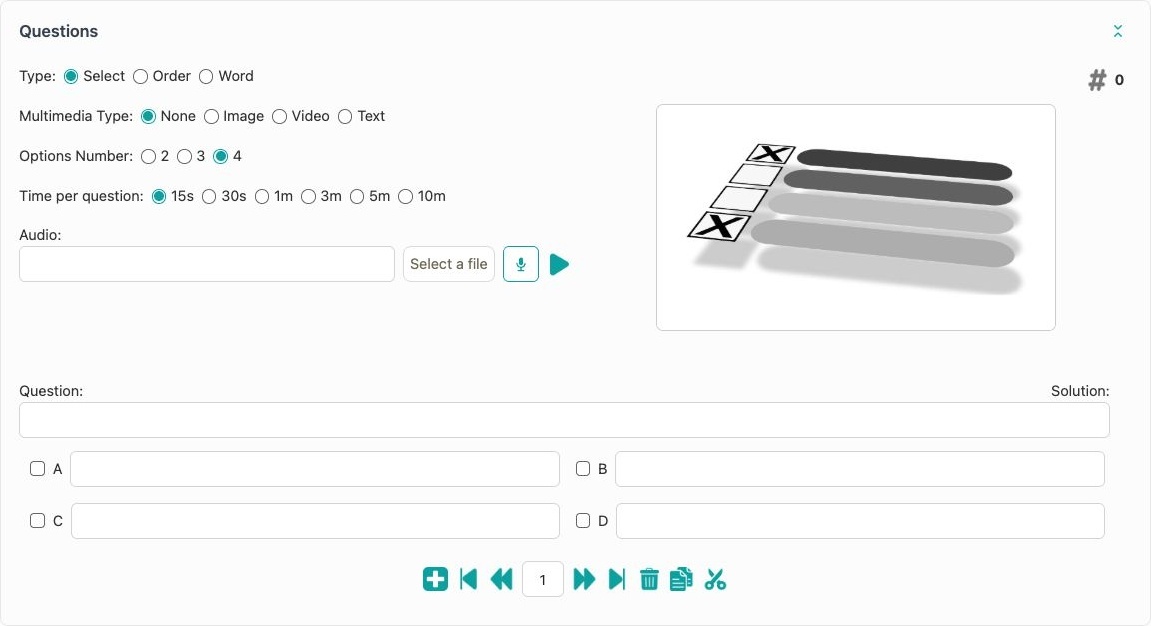 Questions
Type: Select Order Word
# 0
Multimedia Type: None Image Video Text
Options Number: 2 3 4
Time per question: 15s 30s 1m 3m 5m 10m
Audio:
Select a file
Question: Solution:
A B
C D
1